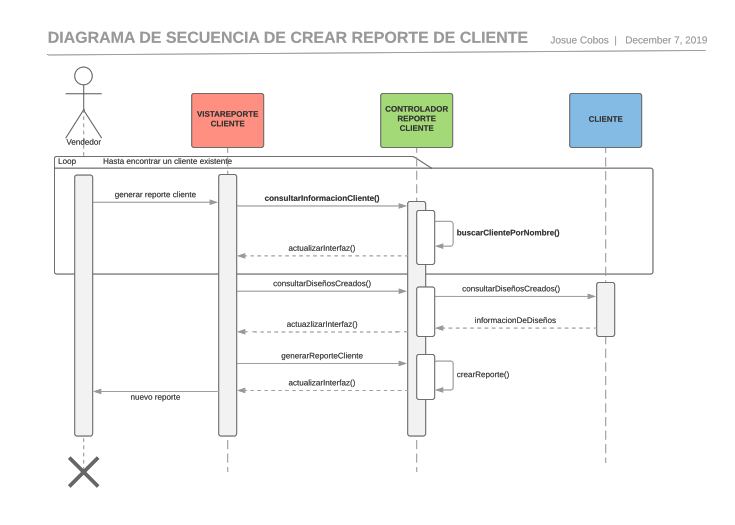 DIAGRAMA DE SECUENCIA DE CREAR REPORTE DE CLIENTE
Josue Cobos | December 7, 2019
Vendedor
VISTAREPORTE
CLIENTE
CONTROLADOR
REPORTE
CLIENTE
CLIENTE
Loop
Hasta encontrar un cliente existente
generar reporte cliente
consultarInformacionCliente()
buscarClientePorNombre()
actualizarInterfaz()
consultarDiseñosCreados()
consultarDiseñosCreados()
actuazlizarInterfaz()
informacionDeDiseños
generarReporteCliente
crearReporte()
actualizarInterfaz()
nuevo reporte